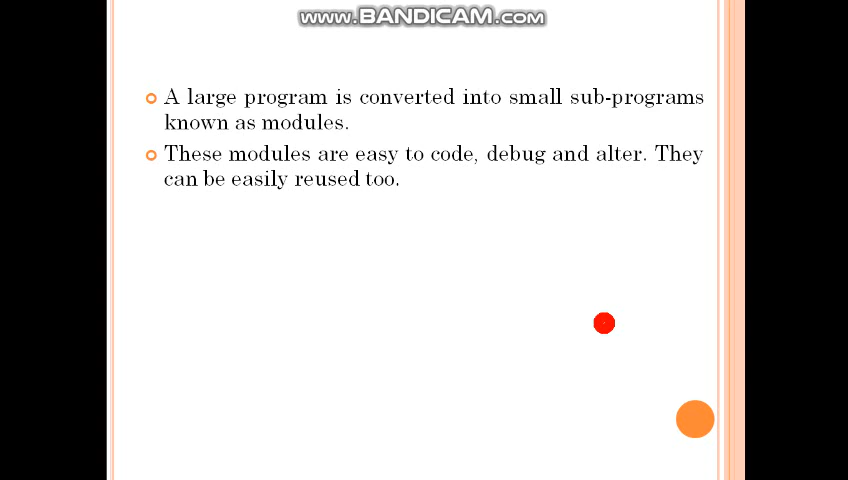 www.BANDICAM.com
A large program is converted into small sub-programs
known as modules.
These modules are easy to code, debug and alter. They
can be easily reused too.